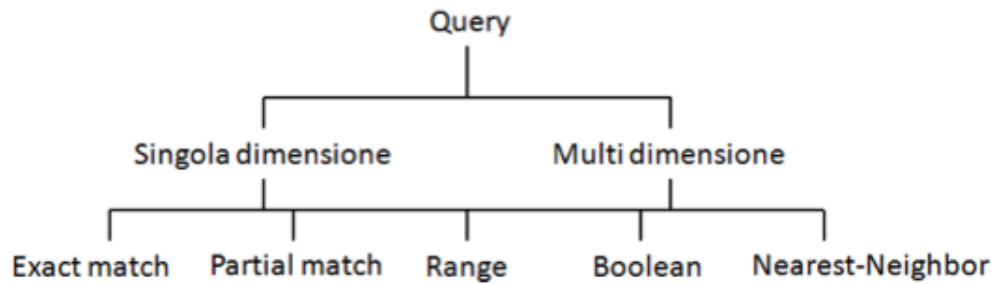 Query
Singola dimensione Multi dimensione
Exact match Partial match Range Boolean Nearest-Neighbor